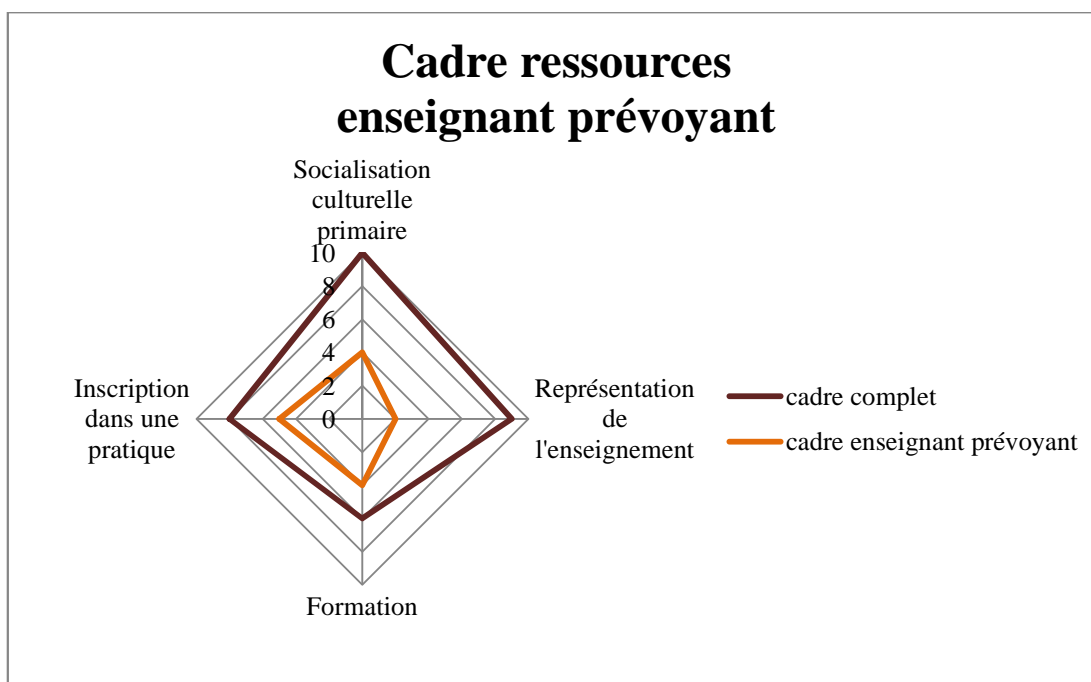 Cadre ressources
enseignant prévoyant
Socialisation
culturelle
primaire
10
8
6
4
2
0
Inscription
dans une
pratique
Représentation
de
l'enseignement
Formation
cadre complet
cadre enseignant prévoyant